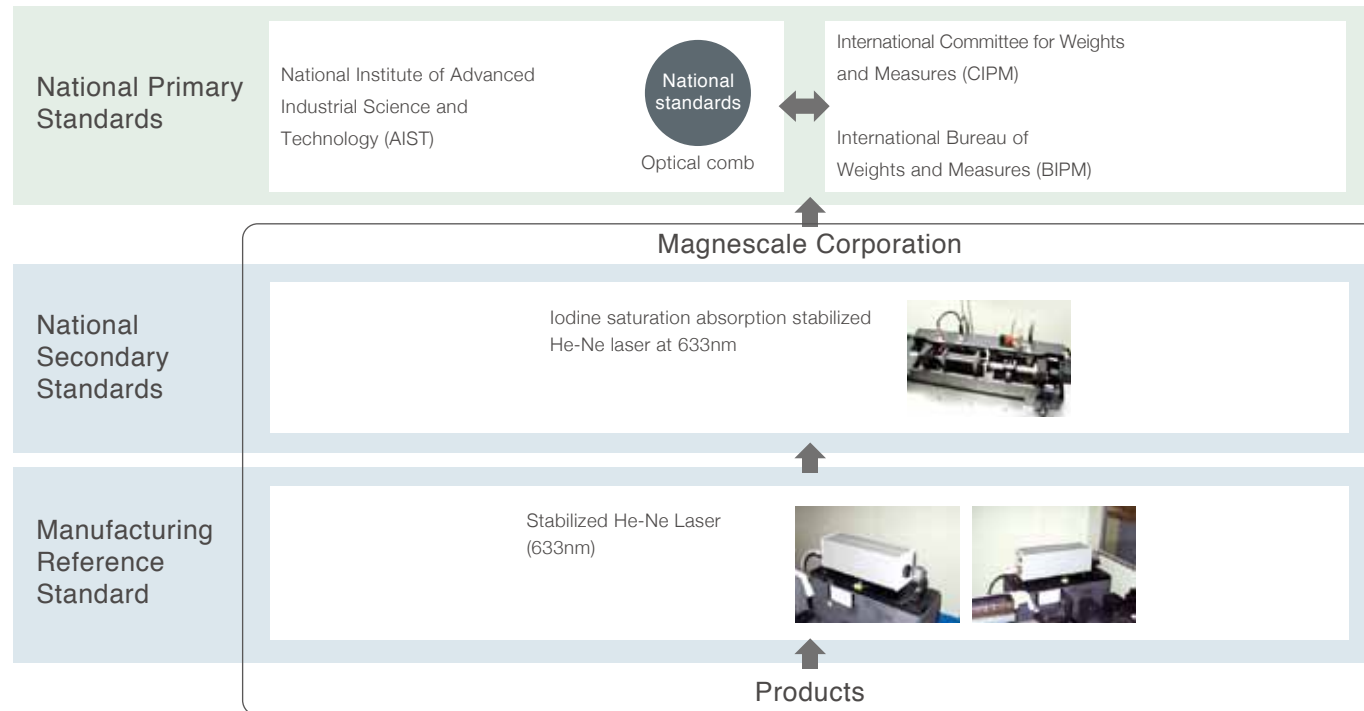 National Primary
Standards
National Institute of Advanced
Industrial Science and
Technology (AIST)
National
standards
Optical comb
International Committee for Weights
and Measures (CIPM)
International Bureau of
Weights and Measures (BIPM)
Magnescale Corporation
National
Secondary
Standards
Iodine saturation absorption stabilized
He-Ne laser at 633nm
Manufacturing
Reference
Standard
Stabilized He-Ne Laser
(633nm)
Products